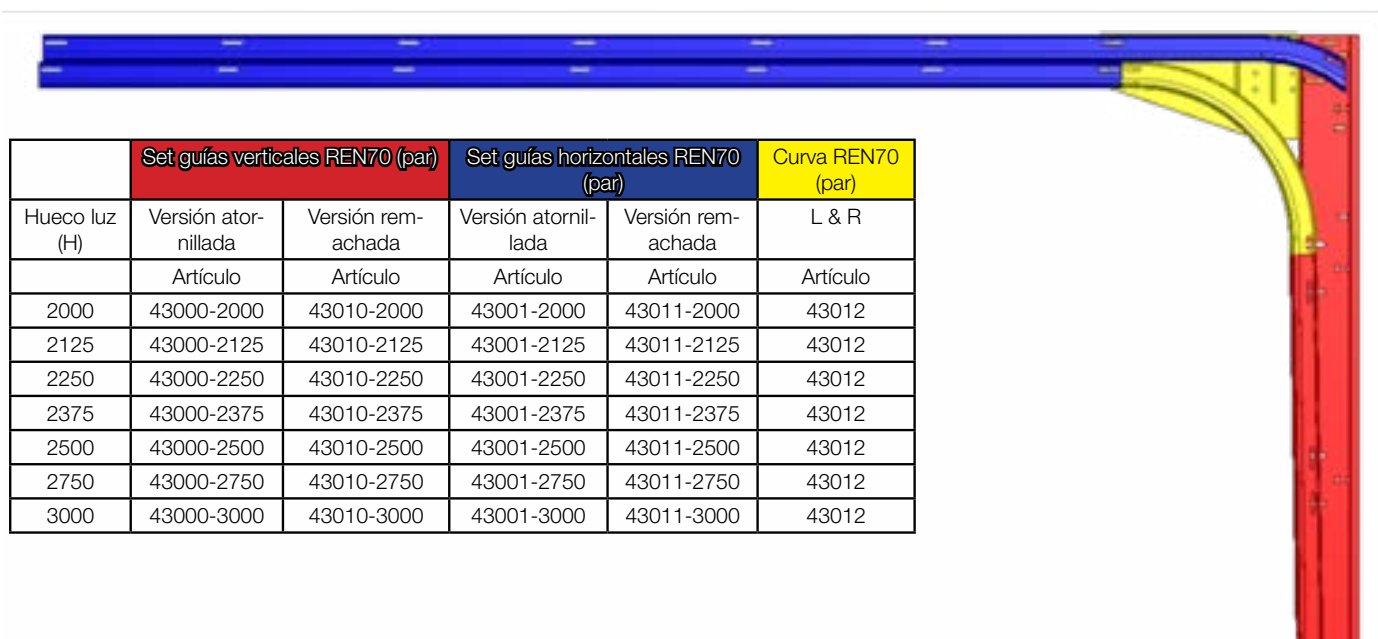 Set guías verticales REN70 (par) Set guías horizontales REN70 (par) Curva REN70 (par)
Hueco luz (H) Versión ator-nillada Versión rem-achada Versión atornil-lada Versión rem-achada L & R
Artículo Artículo Artículo Artículo Artículo
2000 43000-2000 43010-2000 43001-2000 43011-2000 43012
2125 43000-2125 43010-2125 43001-2125 43011-2125 43012
2250 43000-2250 43010-2250 43001-2250 43011-2250 43012
2375 43000-2375 43010-2375 43001-2375 43011-2375 43012
2500 43000-2500 43010-2500 43001-2500 43011-2500 43012
2750 43000-2750 43010-2750 43001-2750 43011-2750 43012
3000 43000-3000 43010-3000 43001-3000 43011-3000 43012